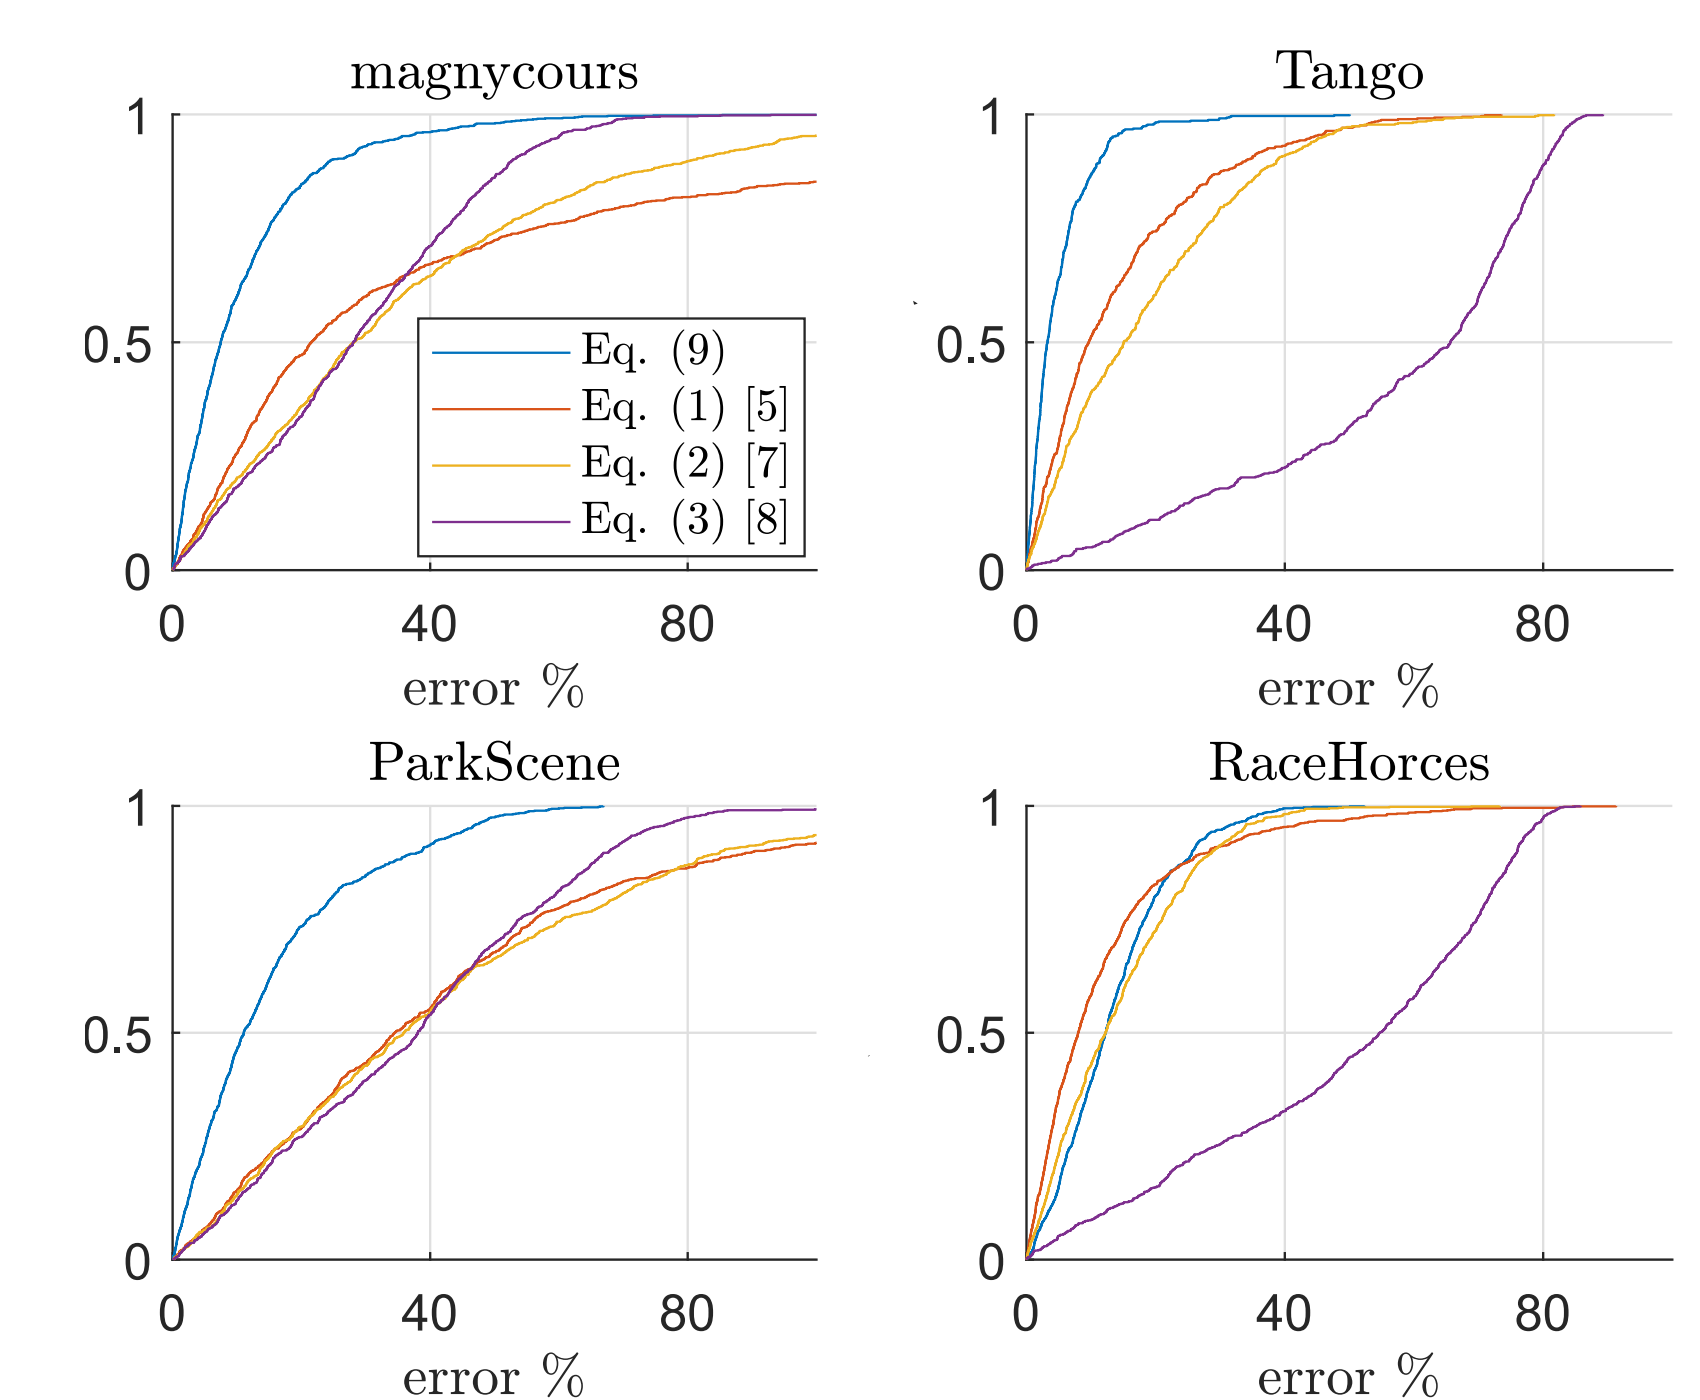 magnycours
1
0.5
0
0 40 80
error %
Eq. (9)
Eq. (1) [5]
Eq. (2) [7]
Eq. (3) [8]
Tango
1
0.5
0
0 40 80
error %
ParkScene
1
0.5
0
0 40 80
error %
RaceHorces
1
0.5
0
0 40 80
error %